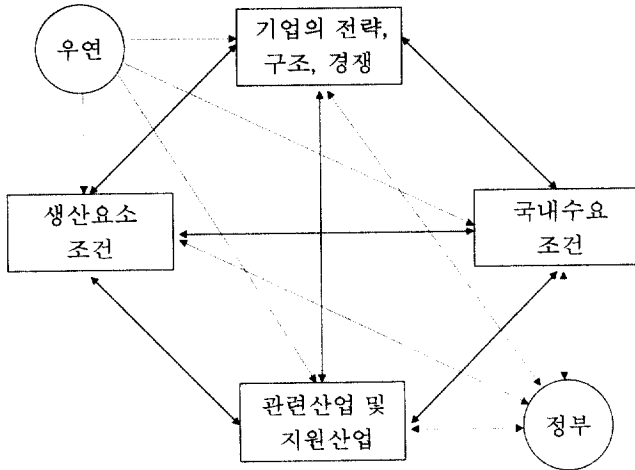 우연
기업의 전략,
구조, 경쟁
생산요소
조건
국내수요
조건
관련산업 및
지원산업
정부